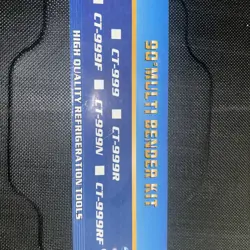 90° MULTI BENDER KIT
CT-999 CT-999R
CT-999F CT-999N CT-999RF
HIGH QUALITY REFRIGERATION TOOLS